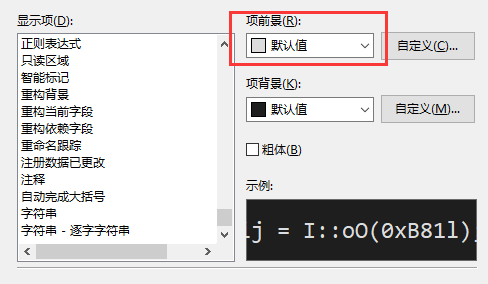 显示项(D):
正则表达式
只读区域
智能标记
重构背景
重构当前字段
重构依赖字段
重命名跟踪
注册数据已更改
注释
自动完成大括号
字符串
字符串 - 逐字字符串
项前景(R):
默认值
自定义(C)...
项背景(K):
默认值
自定义(M)...
粗体(B)
示例:
ij = I::oO(0xB81l)